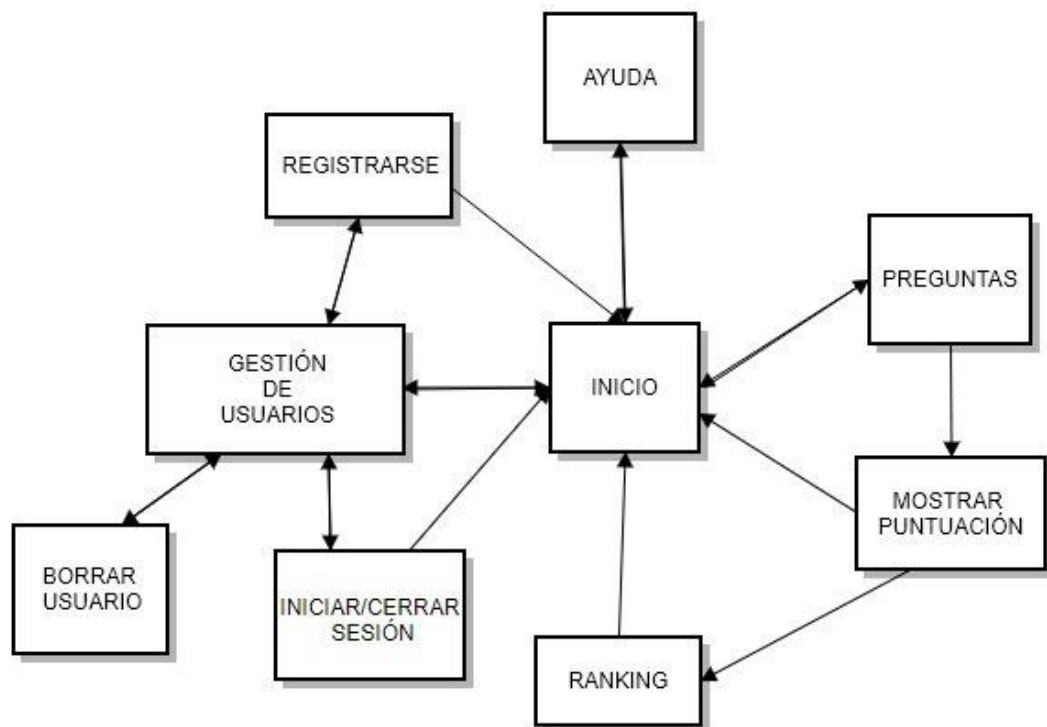 AYUDA
REGISTRARSE
PREGUNTAS
GESTIÓN
DE
USUARIOS
INICIO
MOSTRAR
PUNTUACIÓN
BORRAR
USUARIO
INICIAR/CERRAR
SESIÓN
RANKING